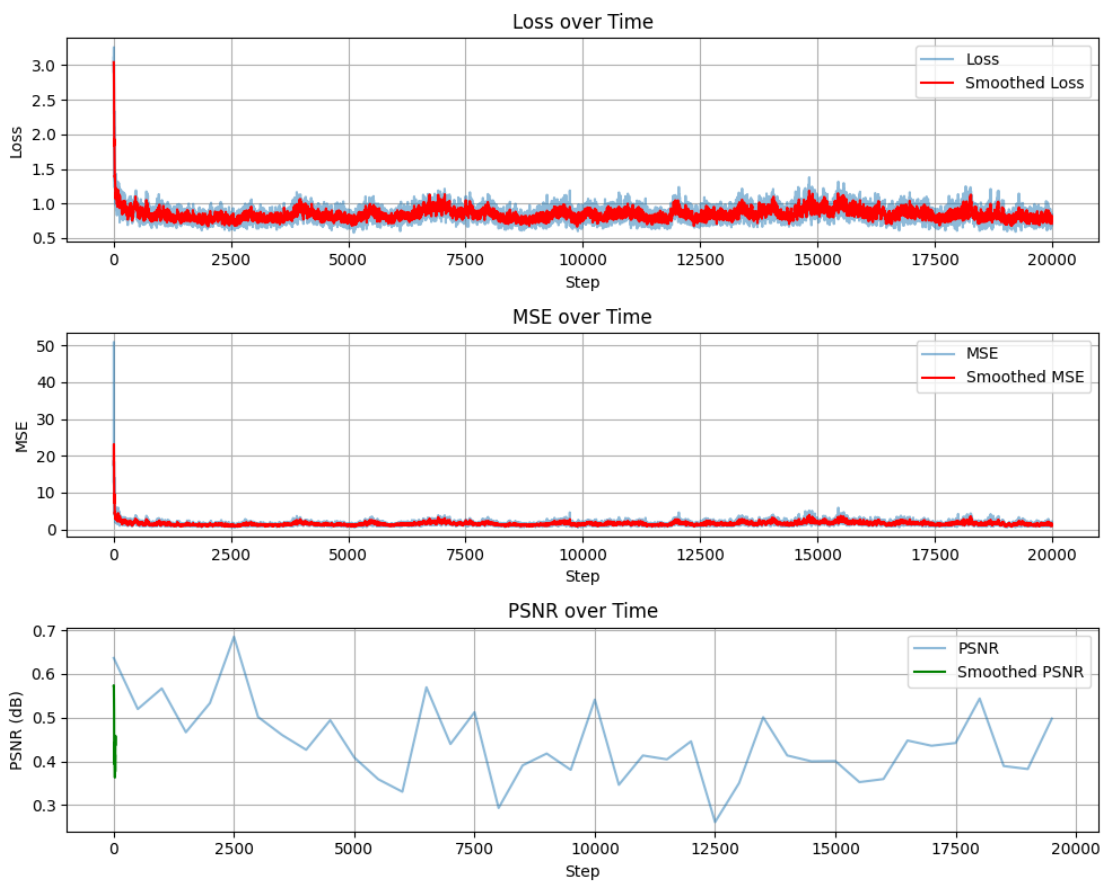 Loss over Time
Loss
Smoothed Loss
3.0
2.5
2.0
1.5
1.0
0.5
Loss
0 2500 5000 7500 10000 12500 15000 17500 20000
Step
MSE over Time
MSE
Smoothed MSE
50
40
30
20
10
0
MSE
0 2500 5000 7500 10000 12500 15000 17500 20000
Step
PSNR over Time
PSNR
Smoothed PSNR
0.7
0.6
0.5
0.4
0.3
PSNR (dB)
0 2500 5000 7500 10000 12500 15000 17500 20000
Step